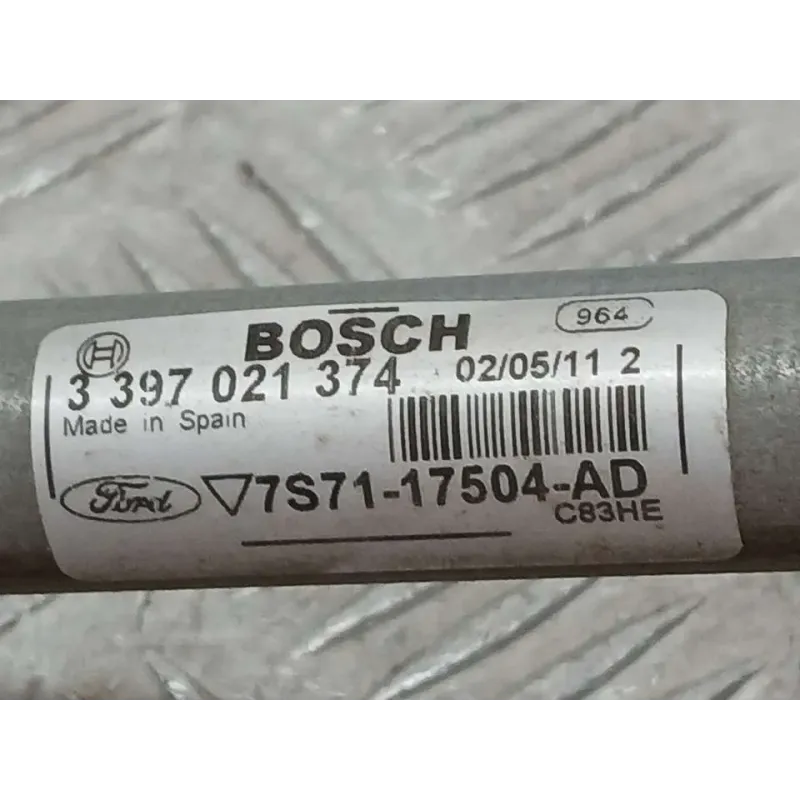 BOSCH 964
3 397 021 374 02/05/11 2
Made in Spain
Ford 7S71-17504-AD
C83HE